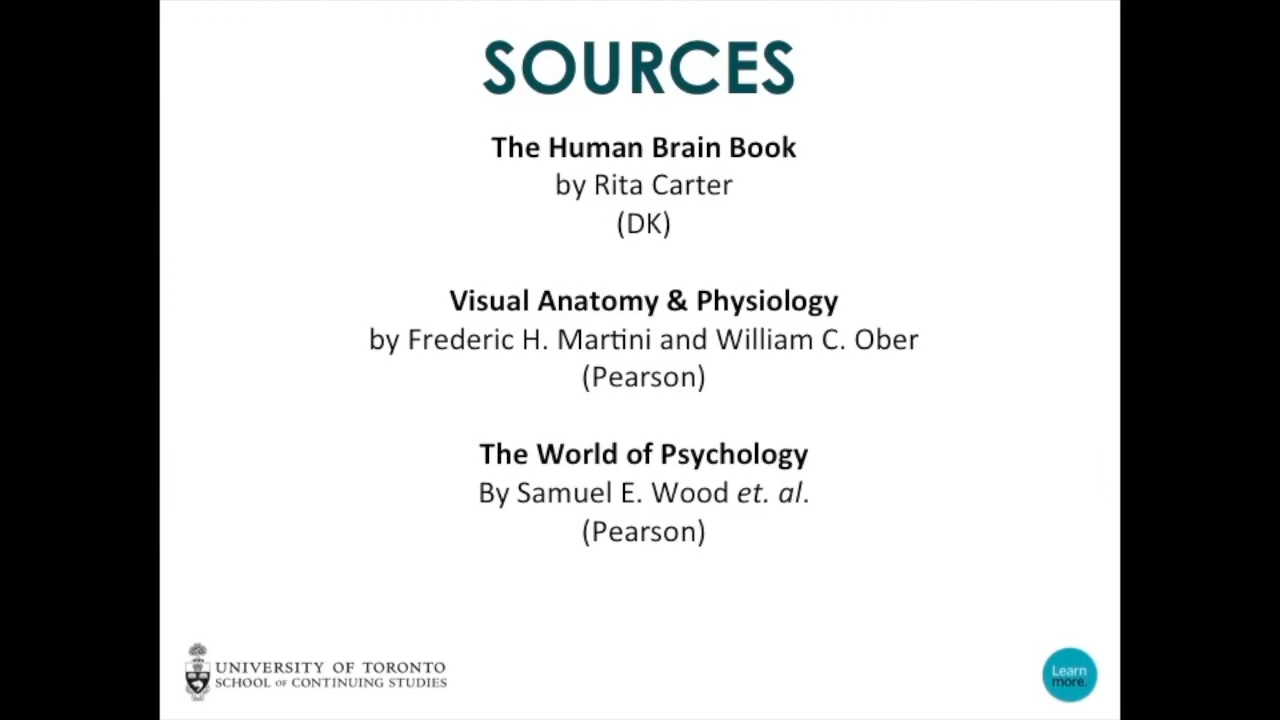 SOURCES
The Human Brain Book
by Rita Carter
(DK)
Visual Anatomy & Physiology
by Frederic H. Martini and William C. Ober
(Pearson)
The World of Psychology
By Samuel E. Wood et. al.
(Pearson)
UNIVERSITY OF TORONTO
SCHOOL OF CONTINUING STUDIES
Learn
more.